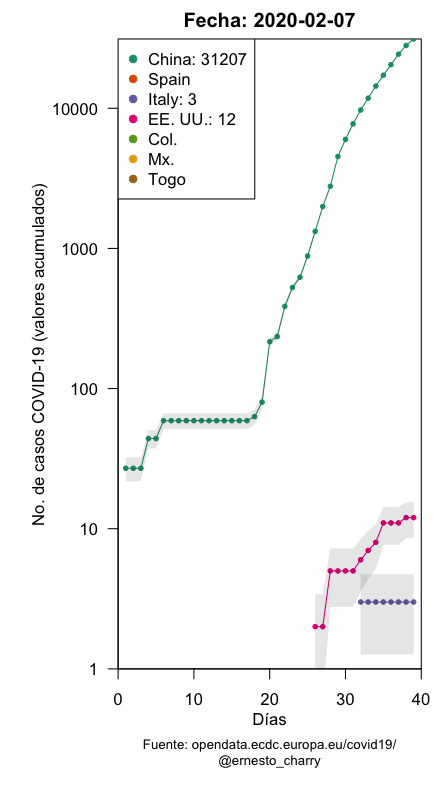 Fecha: 2020-02-07
China: 31207
Spain
Italy: 3
EE. UU.: 12
Col.
Mx.
Togo
No. de casos COVID-19 (valores acumulados)
10000
1000
100
10
1
0 10 20 30 40
Días
Fuente: opendata.ecdc.europa.eu/covid19/
@ernesto_charry